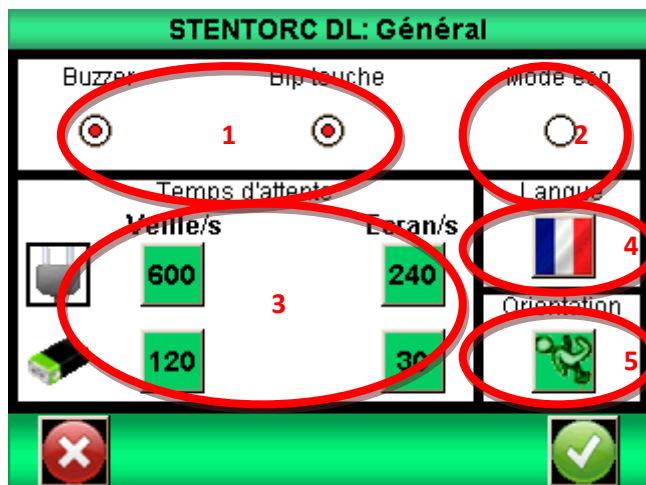 STENTORC DL: Général
Buzzer Bip touche Mode éco
1 2
Temps d'attente Langue
Veille/s Ecran/s
4
600 240
3
Orientation
120 30
5